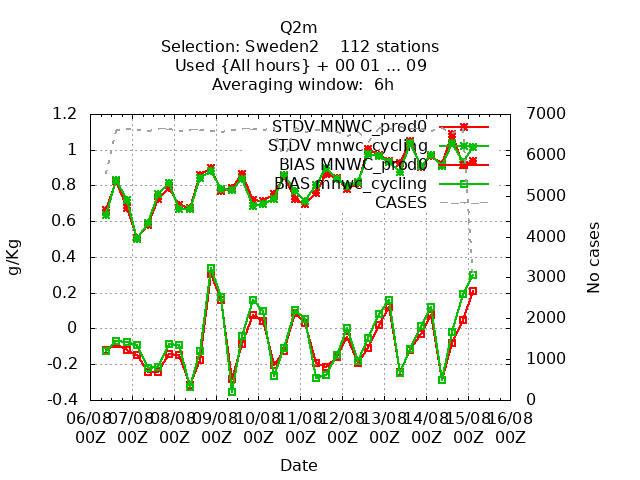 Q2m
Selection: Sweden2    112 stations
Used {All hours} + 00 01 ... 09
Averaging window:  6h
STDV MNWC_prod0
STDV mnwc_cycling
BIAS MNWC_prod0
BIAS mnwc_cycling
CASES
1.2
1
0.8
0.6
0.4
0.2
0
-0.2
-0.4
g/Kg
7000
6000
5000
4000
3000
2000
1000
0
No cases
06/08 07/08 08/08 09/08 10/08 11/08 12/08 13/08 14/08 15/08 16/08
00Z 00Z 00Z 00Z 00Z 00Z 00Z 00Z 00Z 00Z 00Z
Date